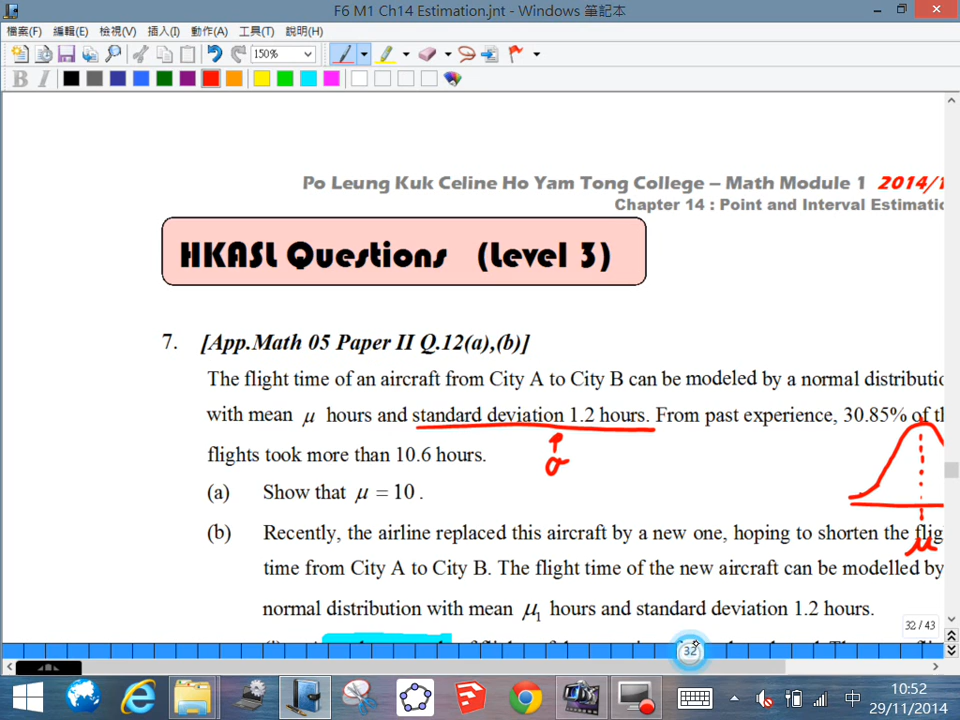 F6 M1 Ch14 Estimation.jnt - Windows 筆記本
檔案(F) 編輯(E) 檢視(V) 插入(I) 動作(A) 工具(T) 說明(H)
150%
B I
Po Leung Kuk Celine Ho Yam Tong College – Math Module 1 2014/1
Chapter 14 : Point and Interval Estimatio
HKASL Questions (Level 3)
7. [App.Math 05 Paper II Q.12(a),(b)]
The flight time of an aircraft from City A to City B can be modeled by a normal distributio
with mean μ hours and standard deviation 1.2 hours. From past experience, 30.85% of th
flights took more than 10.6 hours.
σ
(a) Show that μ = 10 .
(b) Recently, the airline replaced this aircraft by a new one, hoping to shorten the flig
μ
time from City A to City B. The flight time of the new aircraft can be modelled by
normal distribution with mean μ₁ hours and standard deviation 1.2 hours.
32 / 43
32
中
10:52
29/11/2014